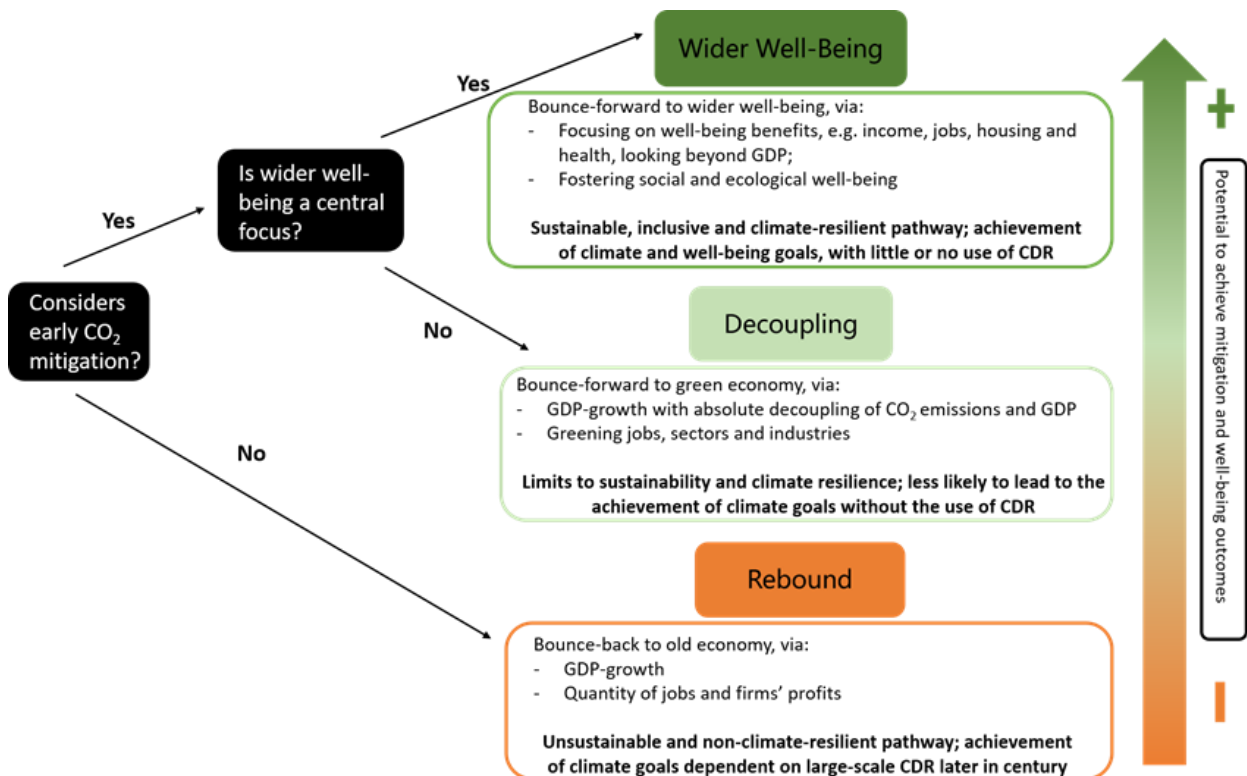 Wider Well-Being
Yes
Bounce-forward to wider well-being, via:
- Focusing on well-being benefits, e.g. income, jobs, housing and
health, looking beyond GDP;
- Fostering social and ecological well-being
Sustainable, inclusive and climate-resilient pathway; achievement
of climate and well-being goals, with little or no use of CDR
Is wider well-
being a central
focus?
Yes
No
Considers
early CO₂
mitigation?
No
Decoupling
Bounce-forward to green economy, via:
- GDP-growth with absolute decoupling of CO₂ emissions and GDP
- Greening jobs, sectors and industries
Limits to sustainability and climate resilience; less likely to lead to the
achievement of climate goals without the use of CDR
Rebound
Bounce-back to old economy, via:
- GDP-growth
- Quantity of jobs and firms’ profits
Unsustainable and non-climate-resilient pathway; achievement
of climate goals dependent on large-scale CDR later in century
+
Potential to achieve mitigation and well-being outcomes
-